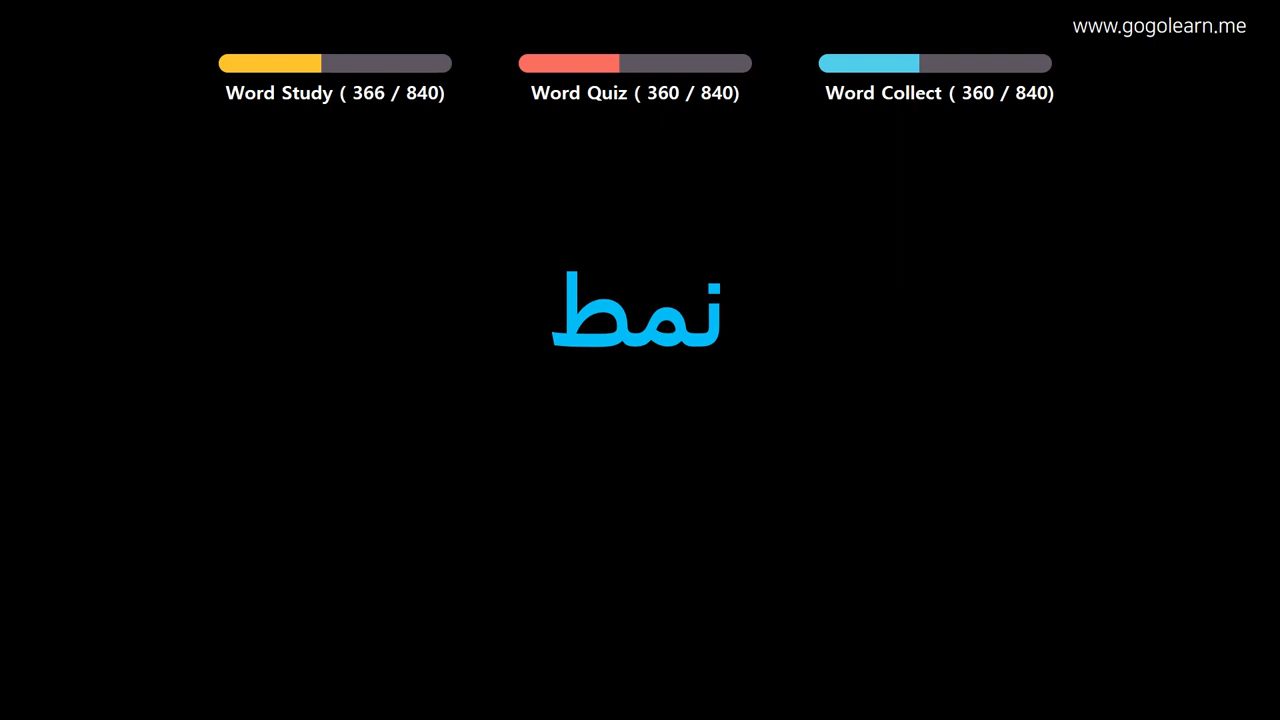 www.gogolearn.me
Word Study ( 366 / 840)
Word Quiz ( 360 / 840)
Word Collect ( 360 / 840)
نمط